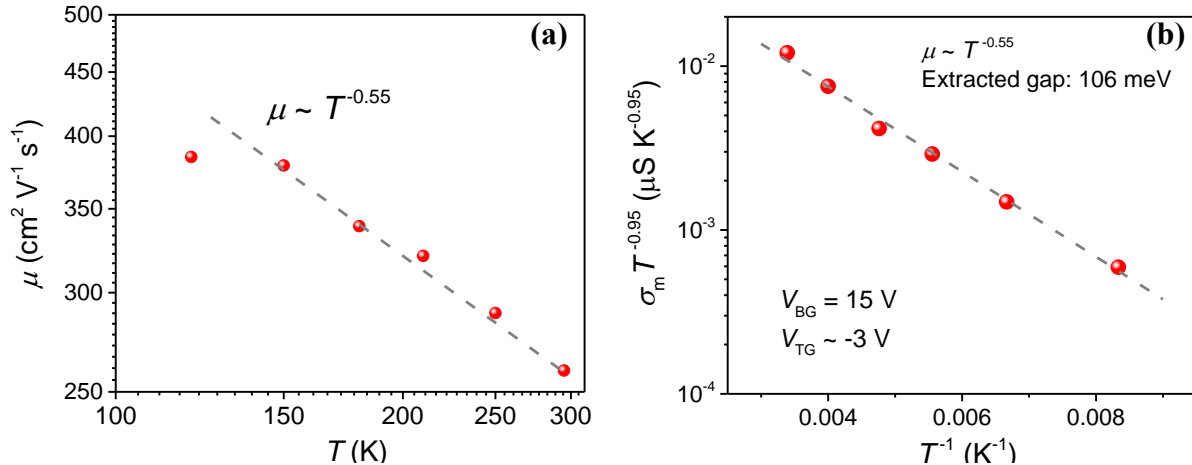 (a)
μ ~ T^-0.55
500
450
400
350
300
250
μ (cm² V⁻¹ s⁻¹)
100
150
200
250
300
T (K)
(b)
μ ~ T^-0.55
Extracted gap: 106 meV
10⁻²
10⁻³
10⁻⁴
σ_m T^-0.95 (μS K^-0.95)
V_BG = 15 V
V_TG ~ -3 V
0.004
0.006
0.008
T⁻¹ (K⁻¹)